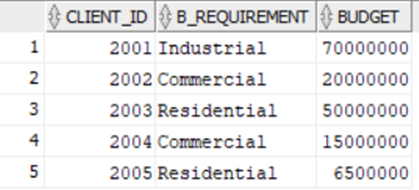 CLIENT_ID B_REQUIREMENT BUDGET
1 2001 Industrial 70000000
2 2002 Commercial 20000000
3 2003 Residential 50000000
4 2004 Commercial 15000000
5 2005 Residential 6500000